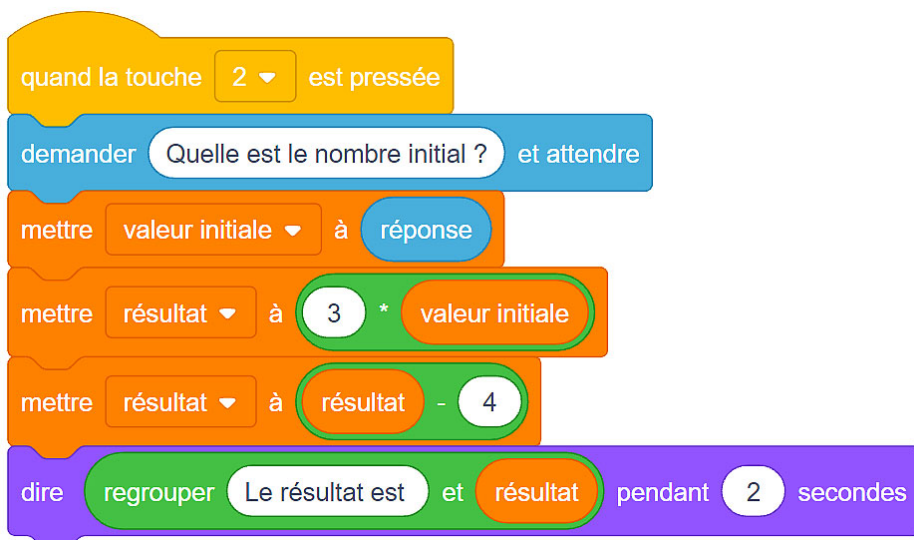 quand la touche 2 est pressée
demander Quelle est le nombre initial ? et attendre
mettre valeur initiale à réponse
mettre résultat à 3 * valeur initiale
mettre résultat à résultat - 4
dire regrouper Le résultat est et résultat pendant 2 secondes